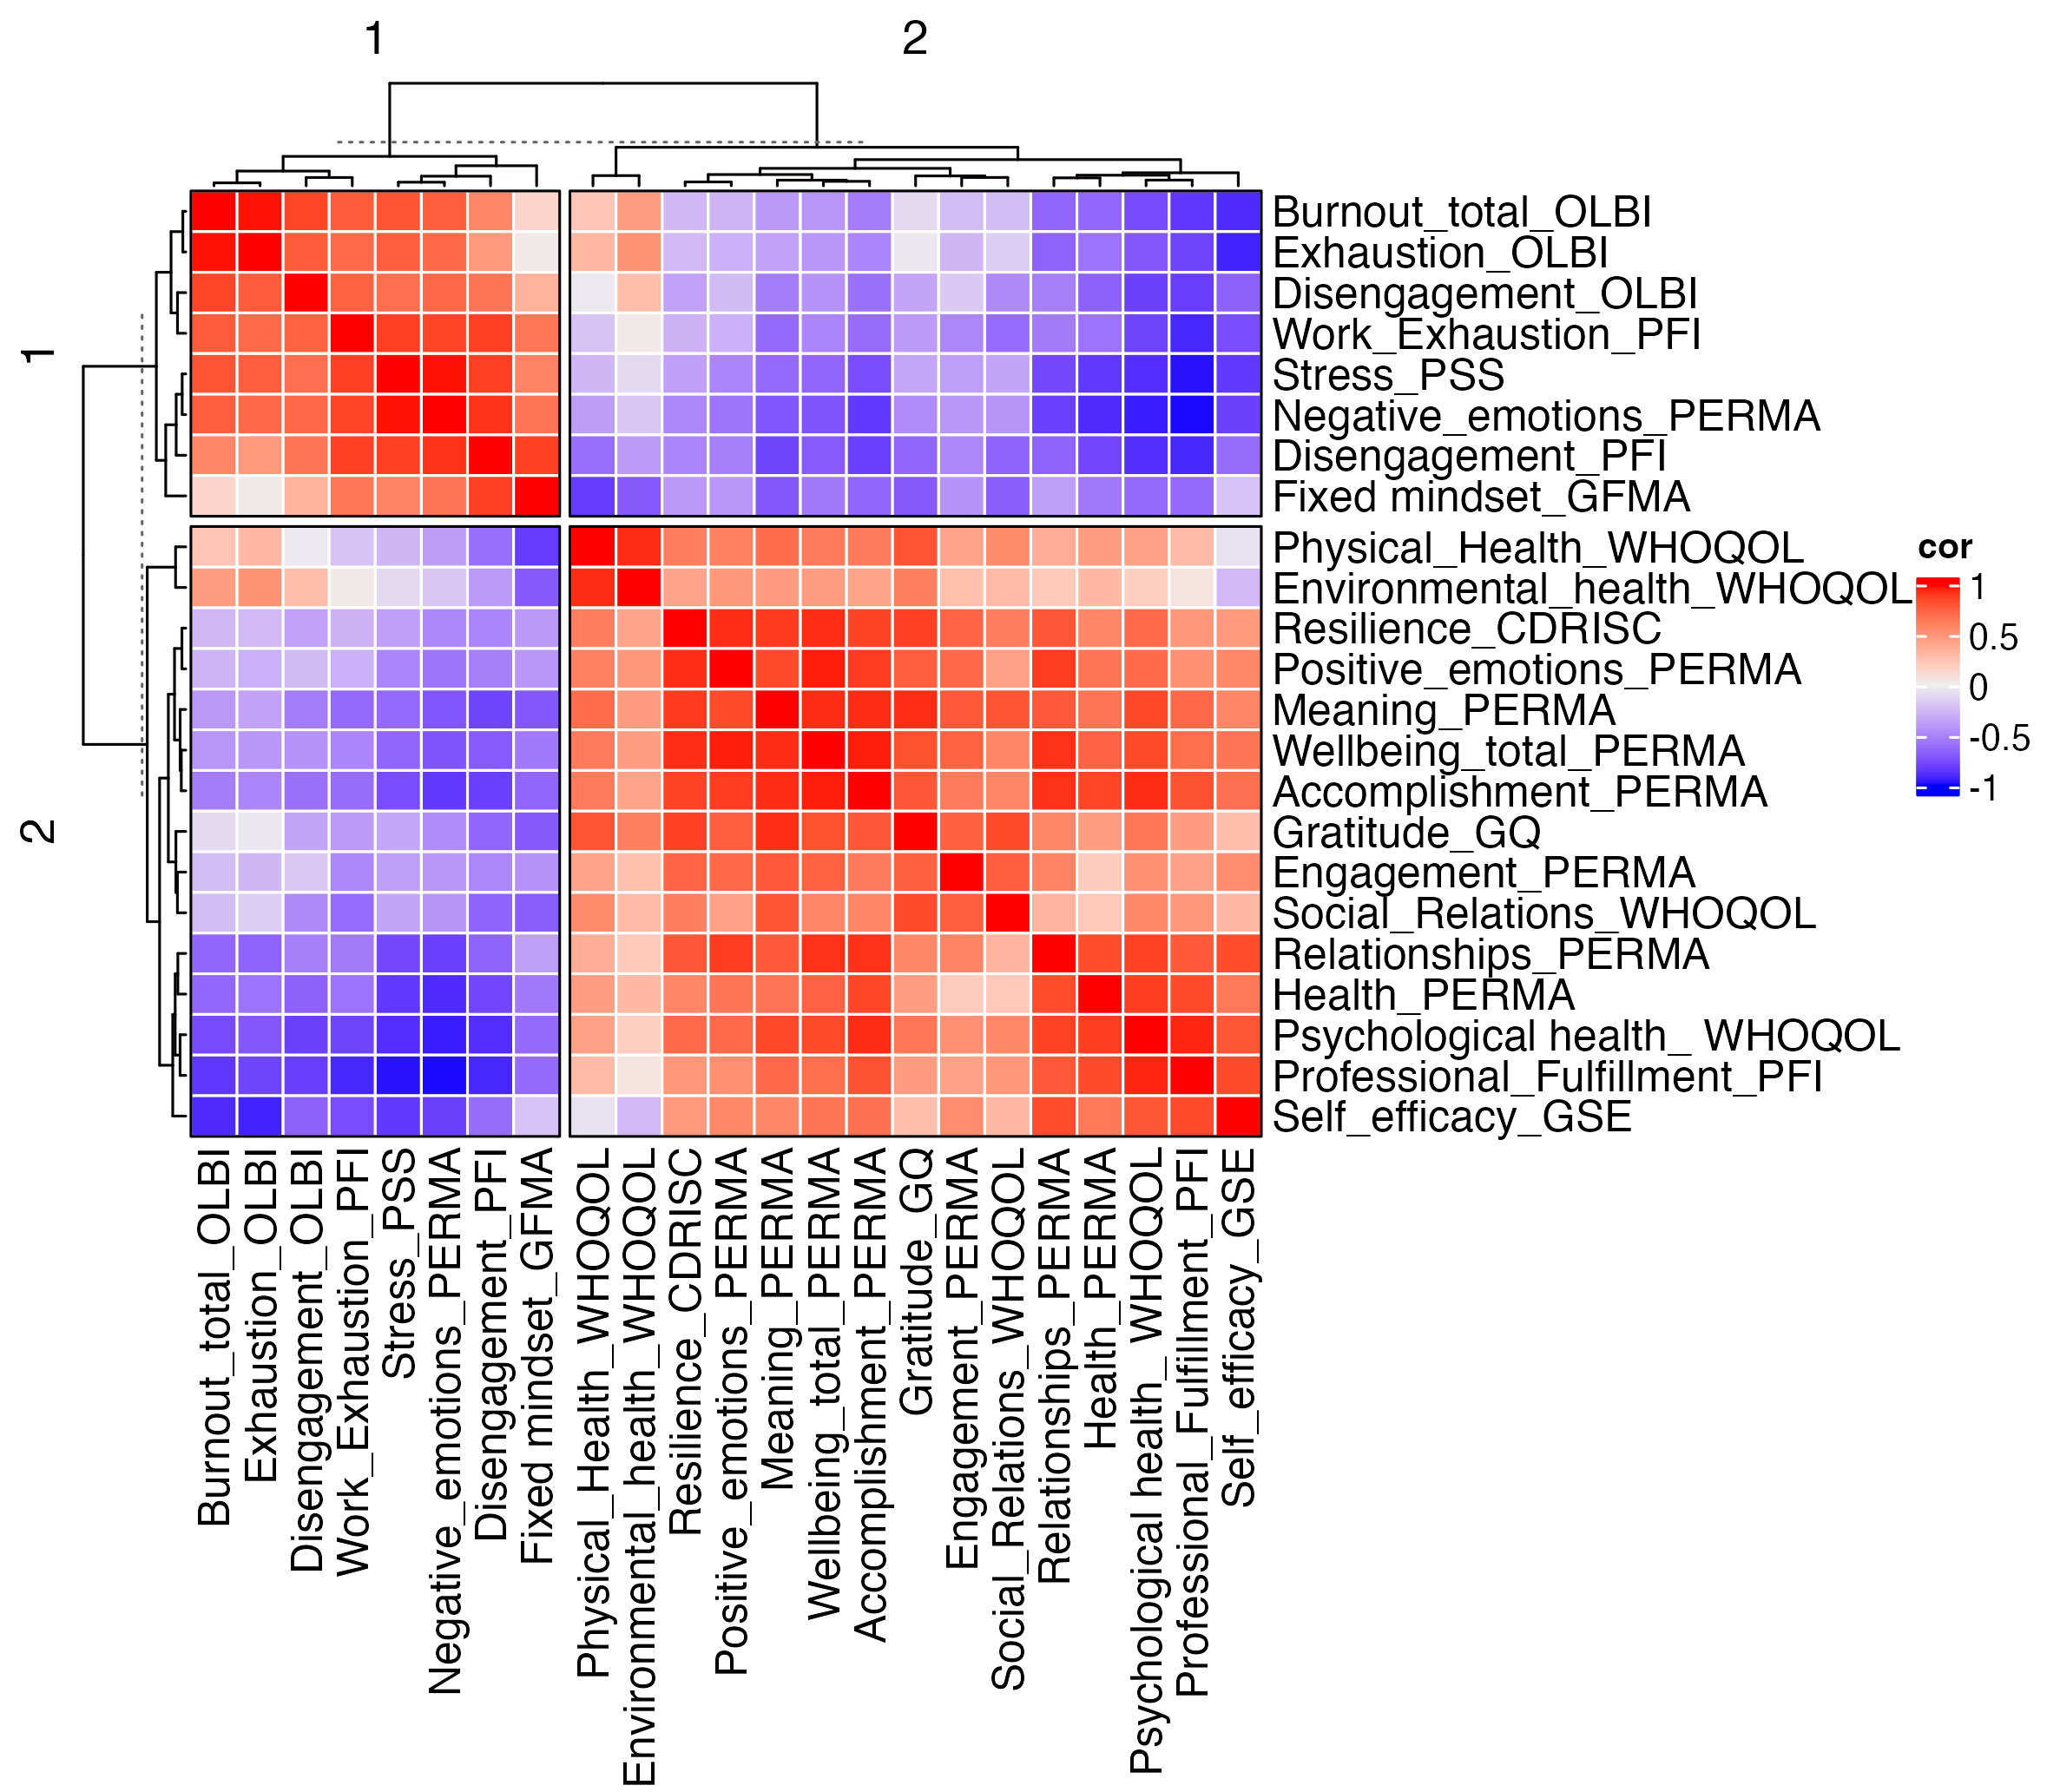 1
2
1
2
Burnout_total_OLBI
Exhaustion_OLBI
Disengagement_OLBI
Work_Exhaustion_PFI
Stress_PSS
Negative_emotions_PERMA
Disengagement_PFI
Fixed mindset_GFMA
Physical_Health_WHOQOL
Environmental_health_WHOQOL
Resilience_CDRISC
Positive_emotions_PERMA
Meaning_PERMA
Wellbeing_total_PERMA
Accomplishment_PERMA
Gratitude_GQ
Engagement_PERMA
Social_Relations_WHOQOL
Relationships_PERMA
Health_PERMA
Psychological health_ WHOQOL
Professional_Fulfillment_PFI
Self_efficacy_GSE
cor
1
0.5
0
-0.5
-1
Burnout_total_OLBI
Exhaustion_OLBI
Disengagement_OLBI
Work_Exhaustion_PFI
Stress_PSS
Negative_emotions_PERMA
Disengagement_PFI
Fixed mindset_GFMA
Physical_Health_WHOQOL
Environmental_health_WHOQOL
Resilience_CDRISC
Positive_emotions_PERMA
Meaning_PERMA
Wellbeing_total_PERMA
Accomplishment_PERMA
Gratitude_GQ
Engagement_PERMA
Social_Relations_WHOQOL
Relationships_PERMA
Health_PERMA
Psychological health_ WHOQOL
Professional_Fulfillment_PFI
Self_efficacy_GSE